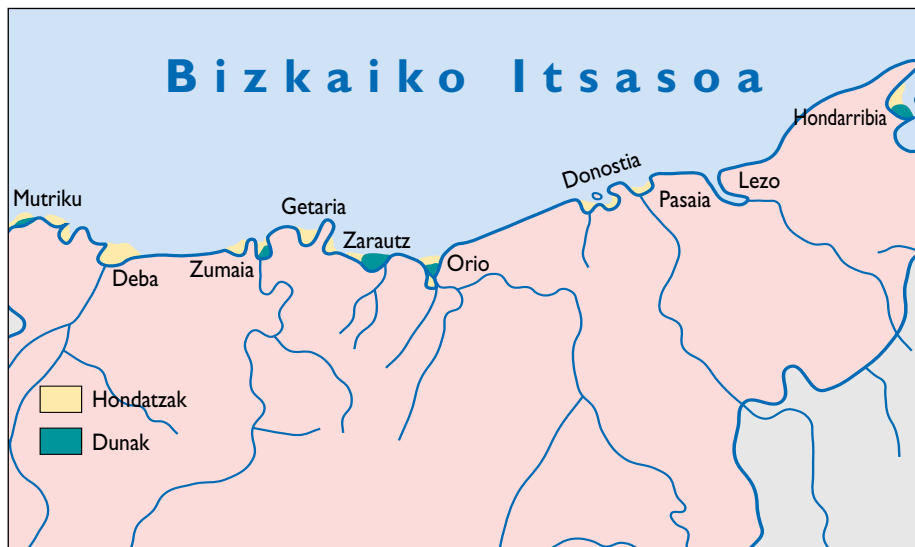 Bizkaiko Itsasoa
Hondarribia
Donostia
Lezo
Pasaia
Mutriku
Getaria
Zarautz
Orio
Zumaia
Deba
Hondatzak
Dunak